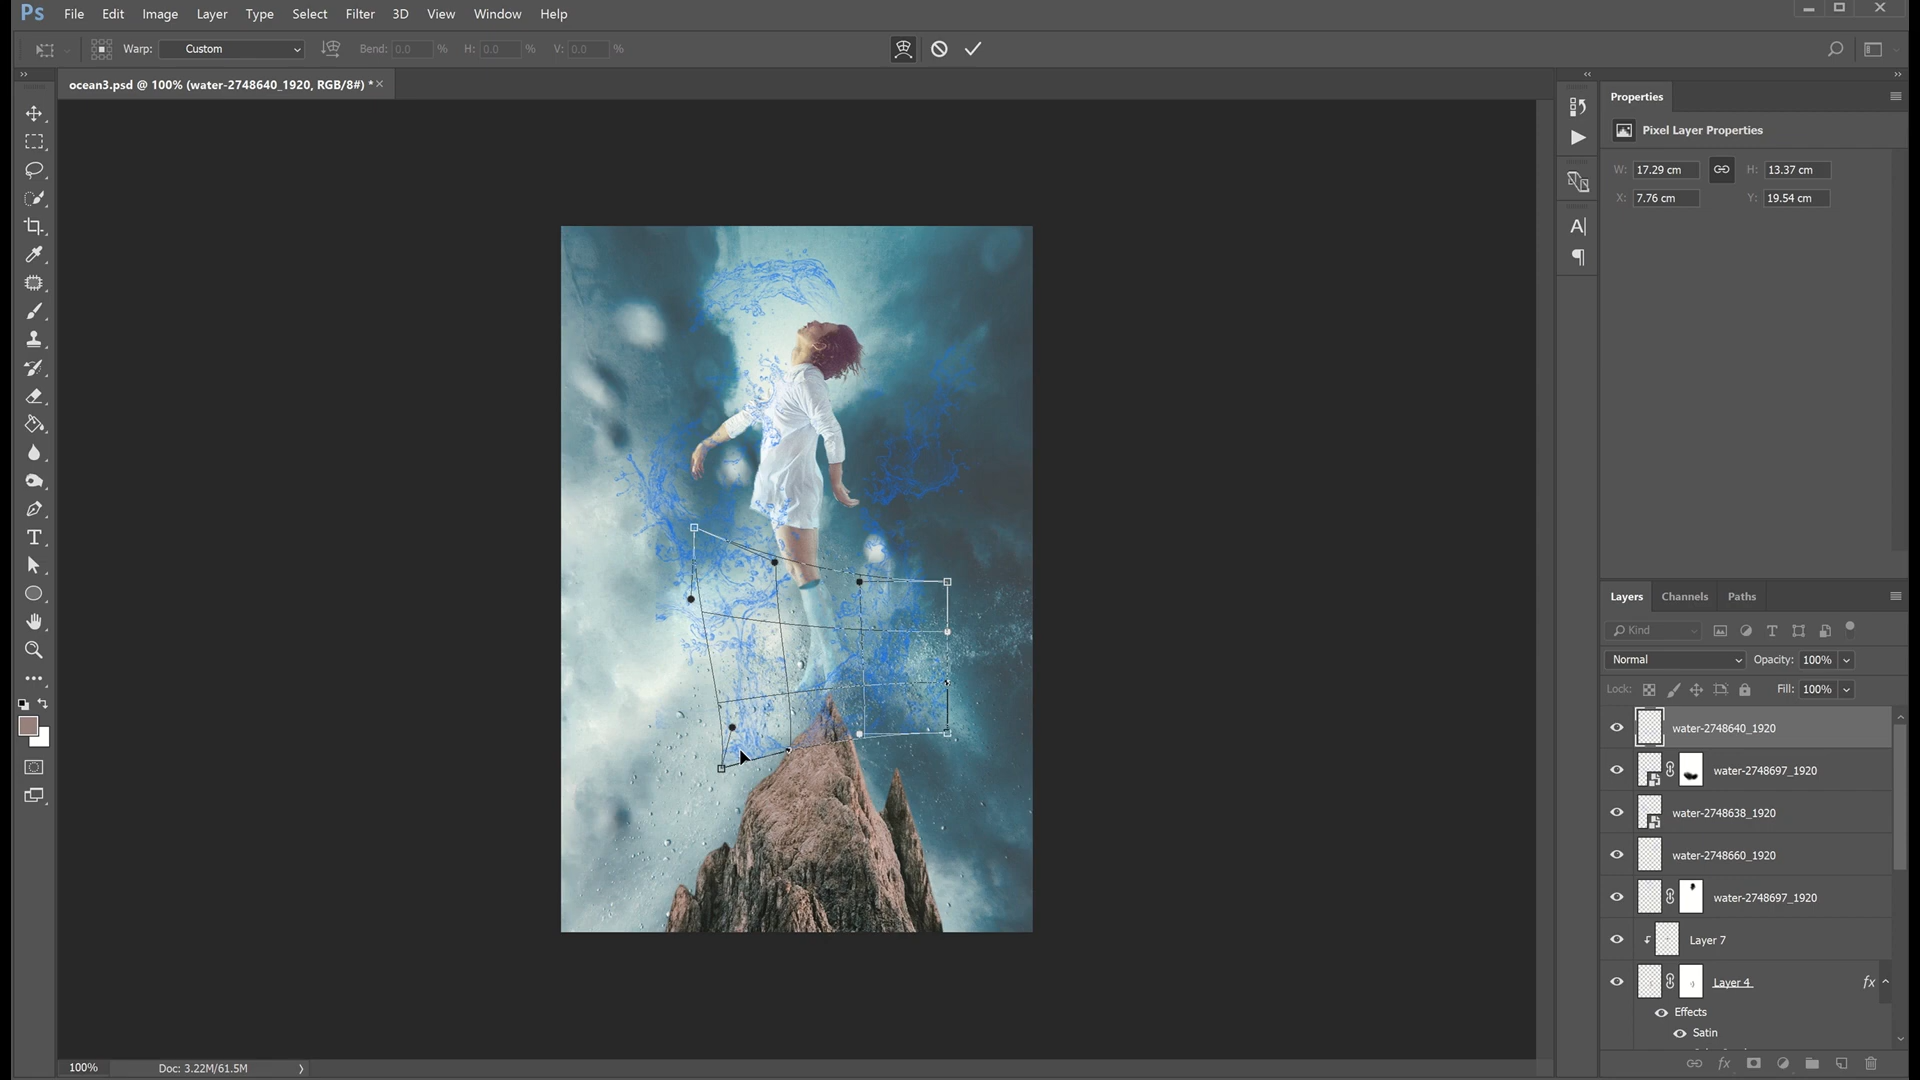 Ps File Edit Image Layer Type Select Filter 3D View Window Help
Warp: Custom Bend: 0.0 % H: 0.0 % V: 0.0 %
ocean3.psd @ 100% (water-2748640_1920, RGB/8#) *
Properties
Pixel Layer Properties
W: 17.29 cm H: 13.37 cm
X: 7.76 cm Y: 19.54 cm
Layers Channels Paths
Kind
Normal Opacity: 100%
Lock: Fill: 100%
water-2748640_1920
water-2748697_1920
water-2748638_1920
water-2748660_1920
water-2748697_1920
Layer 7
Layer 4 fx
Effects
Satin
100% Doc: 3.22M/61.5M